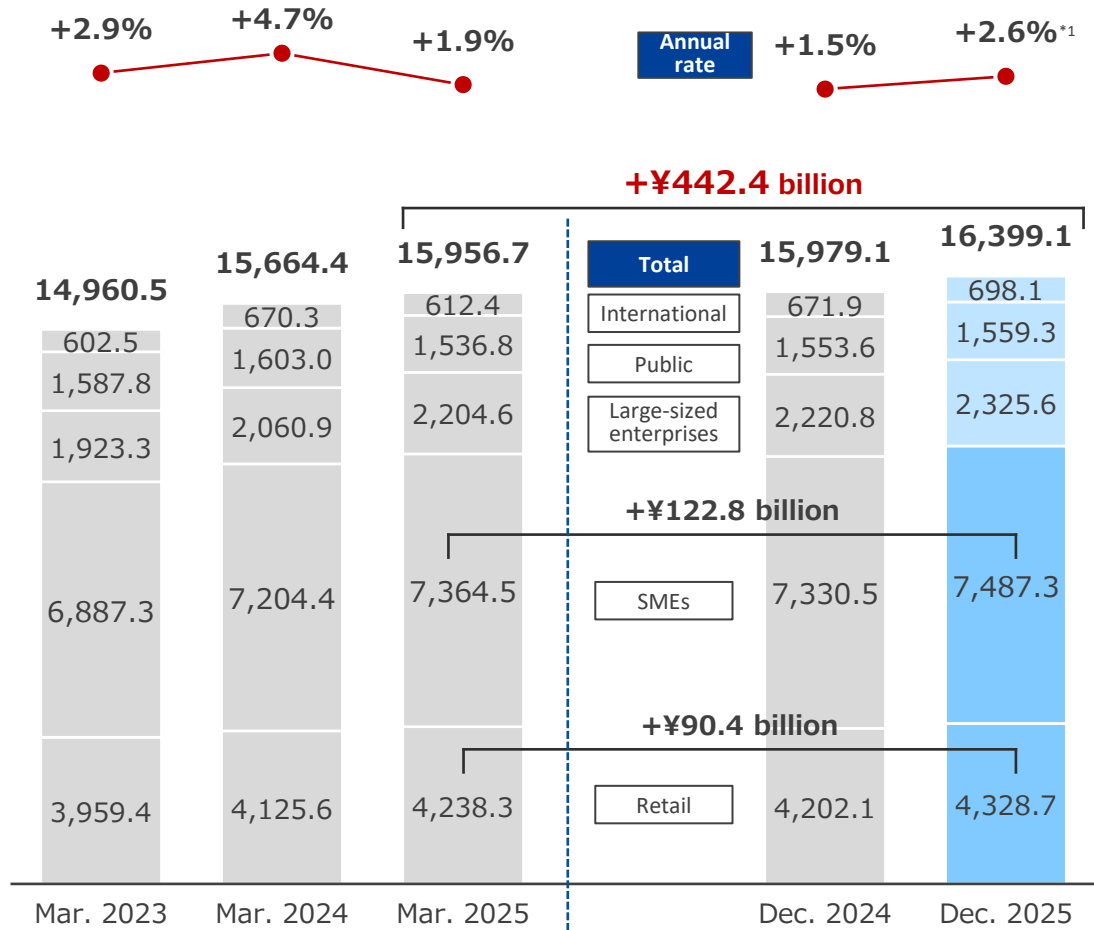 +2.9%
+4.7%
+1.9%
Annual
rate
+1.5%
+2.6%*1
+¥442.4 billion
14,960.5
15,664.4
15,956.7
Total
15,979.1
16,399.1
602.5
670.3
612.4
International
671.9
698.1
1,587.8
1,603.0
1,536.8
Public
1,553.6
1,559.3
1,923.3
2,060.9
2,204.6
Large-sized
enterprises
2,220.8
2,325.6
+¥122.8 billion
6,887.3
7,204.4
7,364.5
SMEs
7,330.5
7,487.3
+¥90.4 billion
3,959.4
4,125.6
4,238.3
Retail
4,202.1
4,328.7
Mar. 2023
Mar. 2024
Mar. 2025
Dec. 2024
Dec. 2025